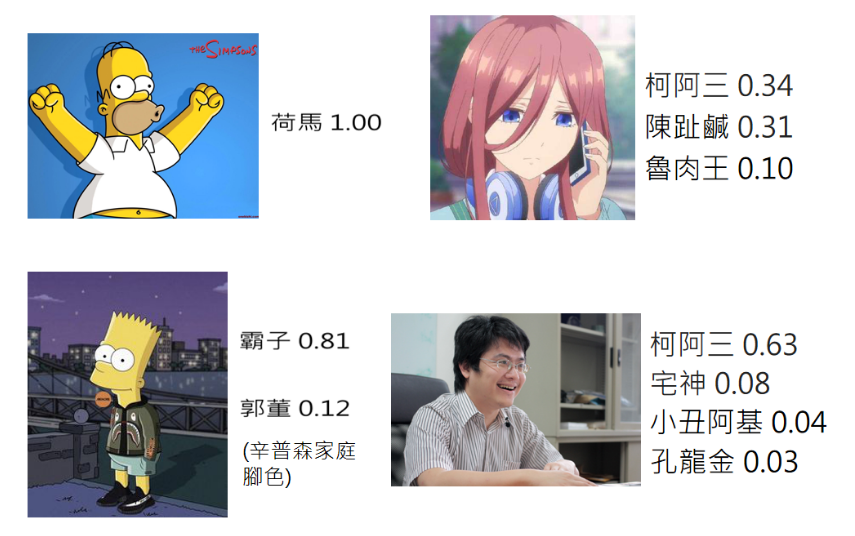 THE SIMPSONS
荷馬 1.00
柯阿三 0.34
陳趾鹹 0.31
魯肉王 0.10
霸子 0.81
郭董 0.12
(辛普森家庭
腳色)
柯阿三 0.63
宅神 0.08
小丑阿基 0.04
孔龍金 0.03